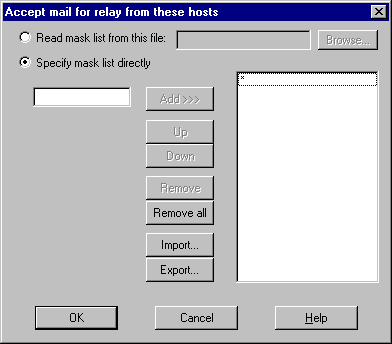 Accept mail for relay from these hosts
Read mask list from this file:
Browse...
Specify mask list directly
*
Add >>>
Up
Down
Remove
Remove all
Import...
Export...
OK
Cancel
Help